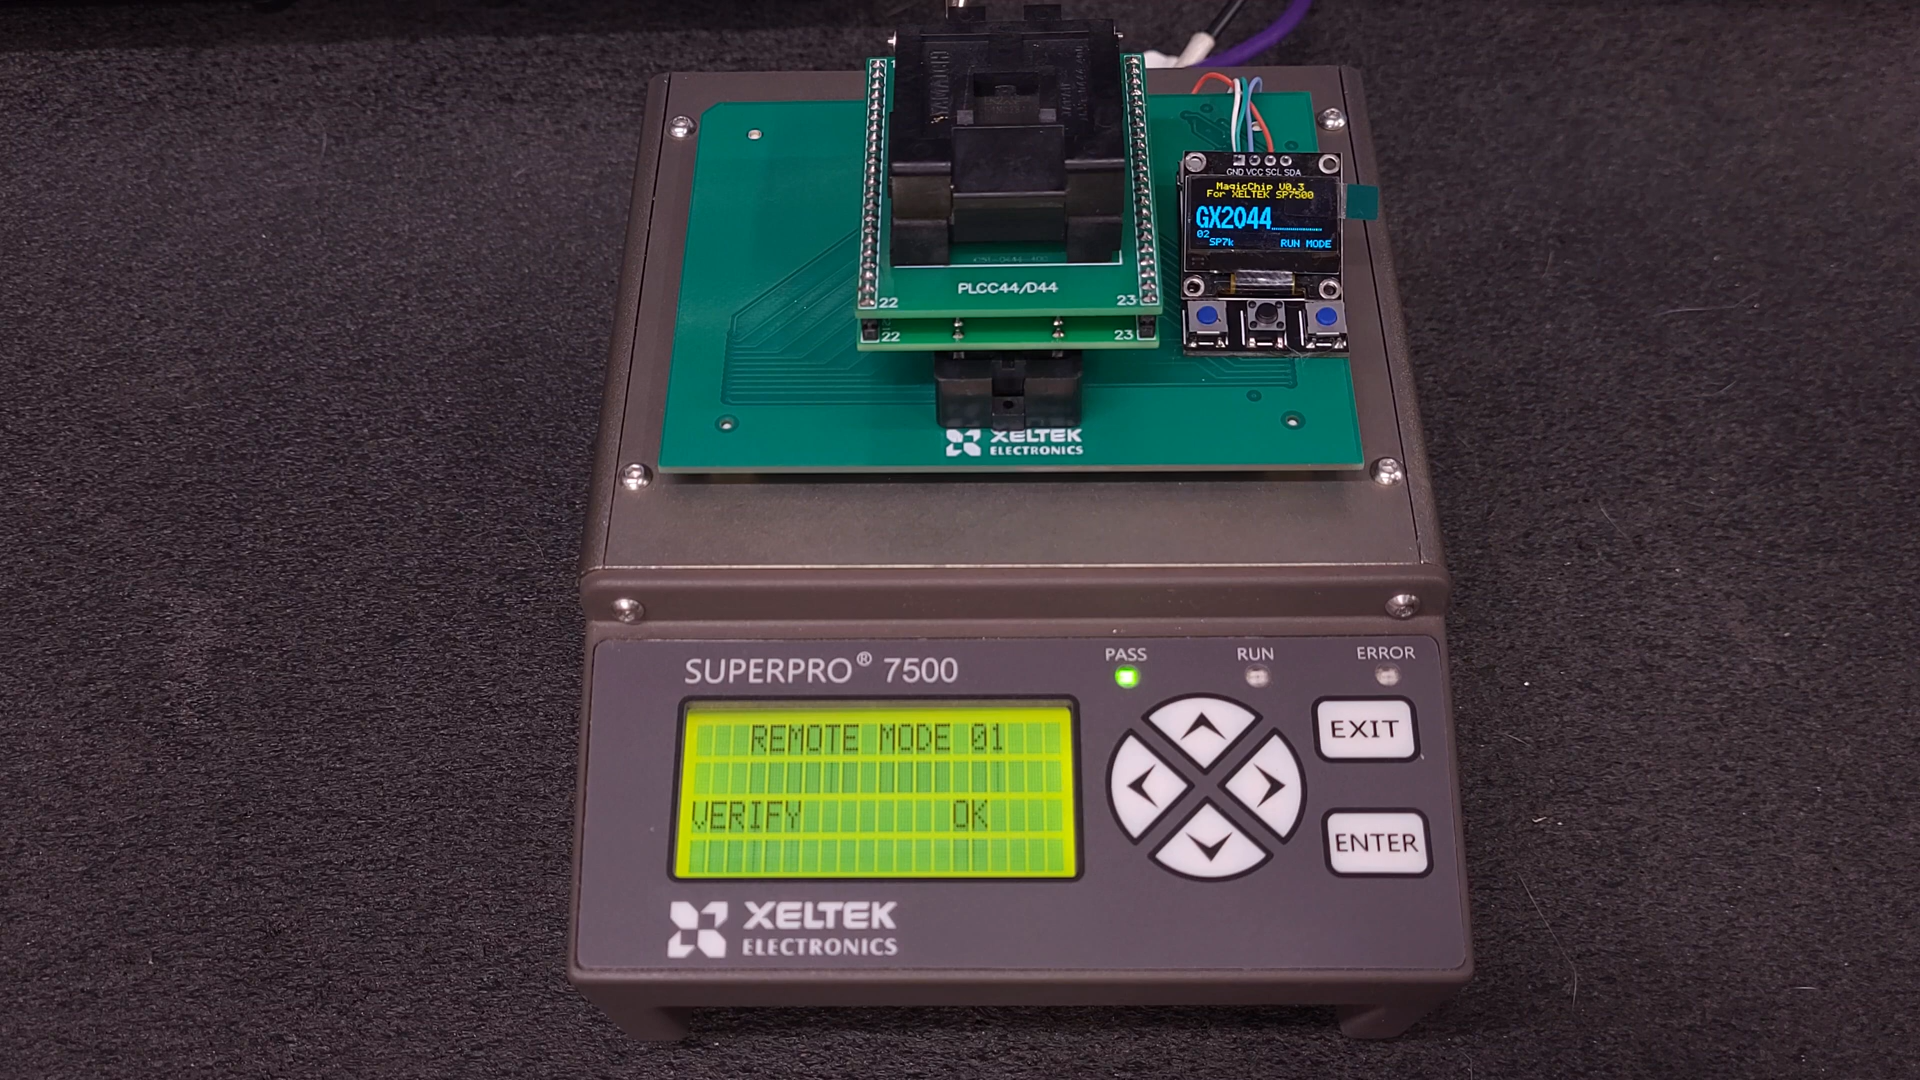 PLCC44/D44
22
23
22
23
GND VCC SCL SDA
MagicChip V0.3
For XELTEK SP7500
GX2044
02
SP7k RUN MODE
XELTEK
ELECTRONICS
SUPERPRO® 7500
PASS RUN ERROR
REMOTE MODE 01
VERIFY OK
EXIT
ENTER
XELTEK
ELECTRONICS